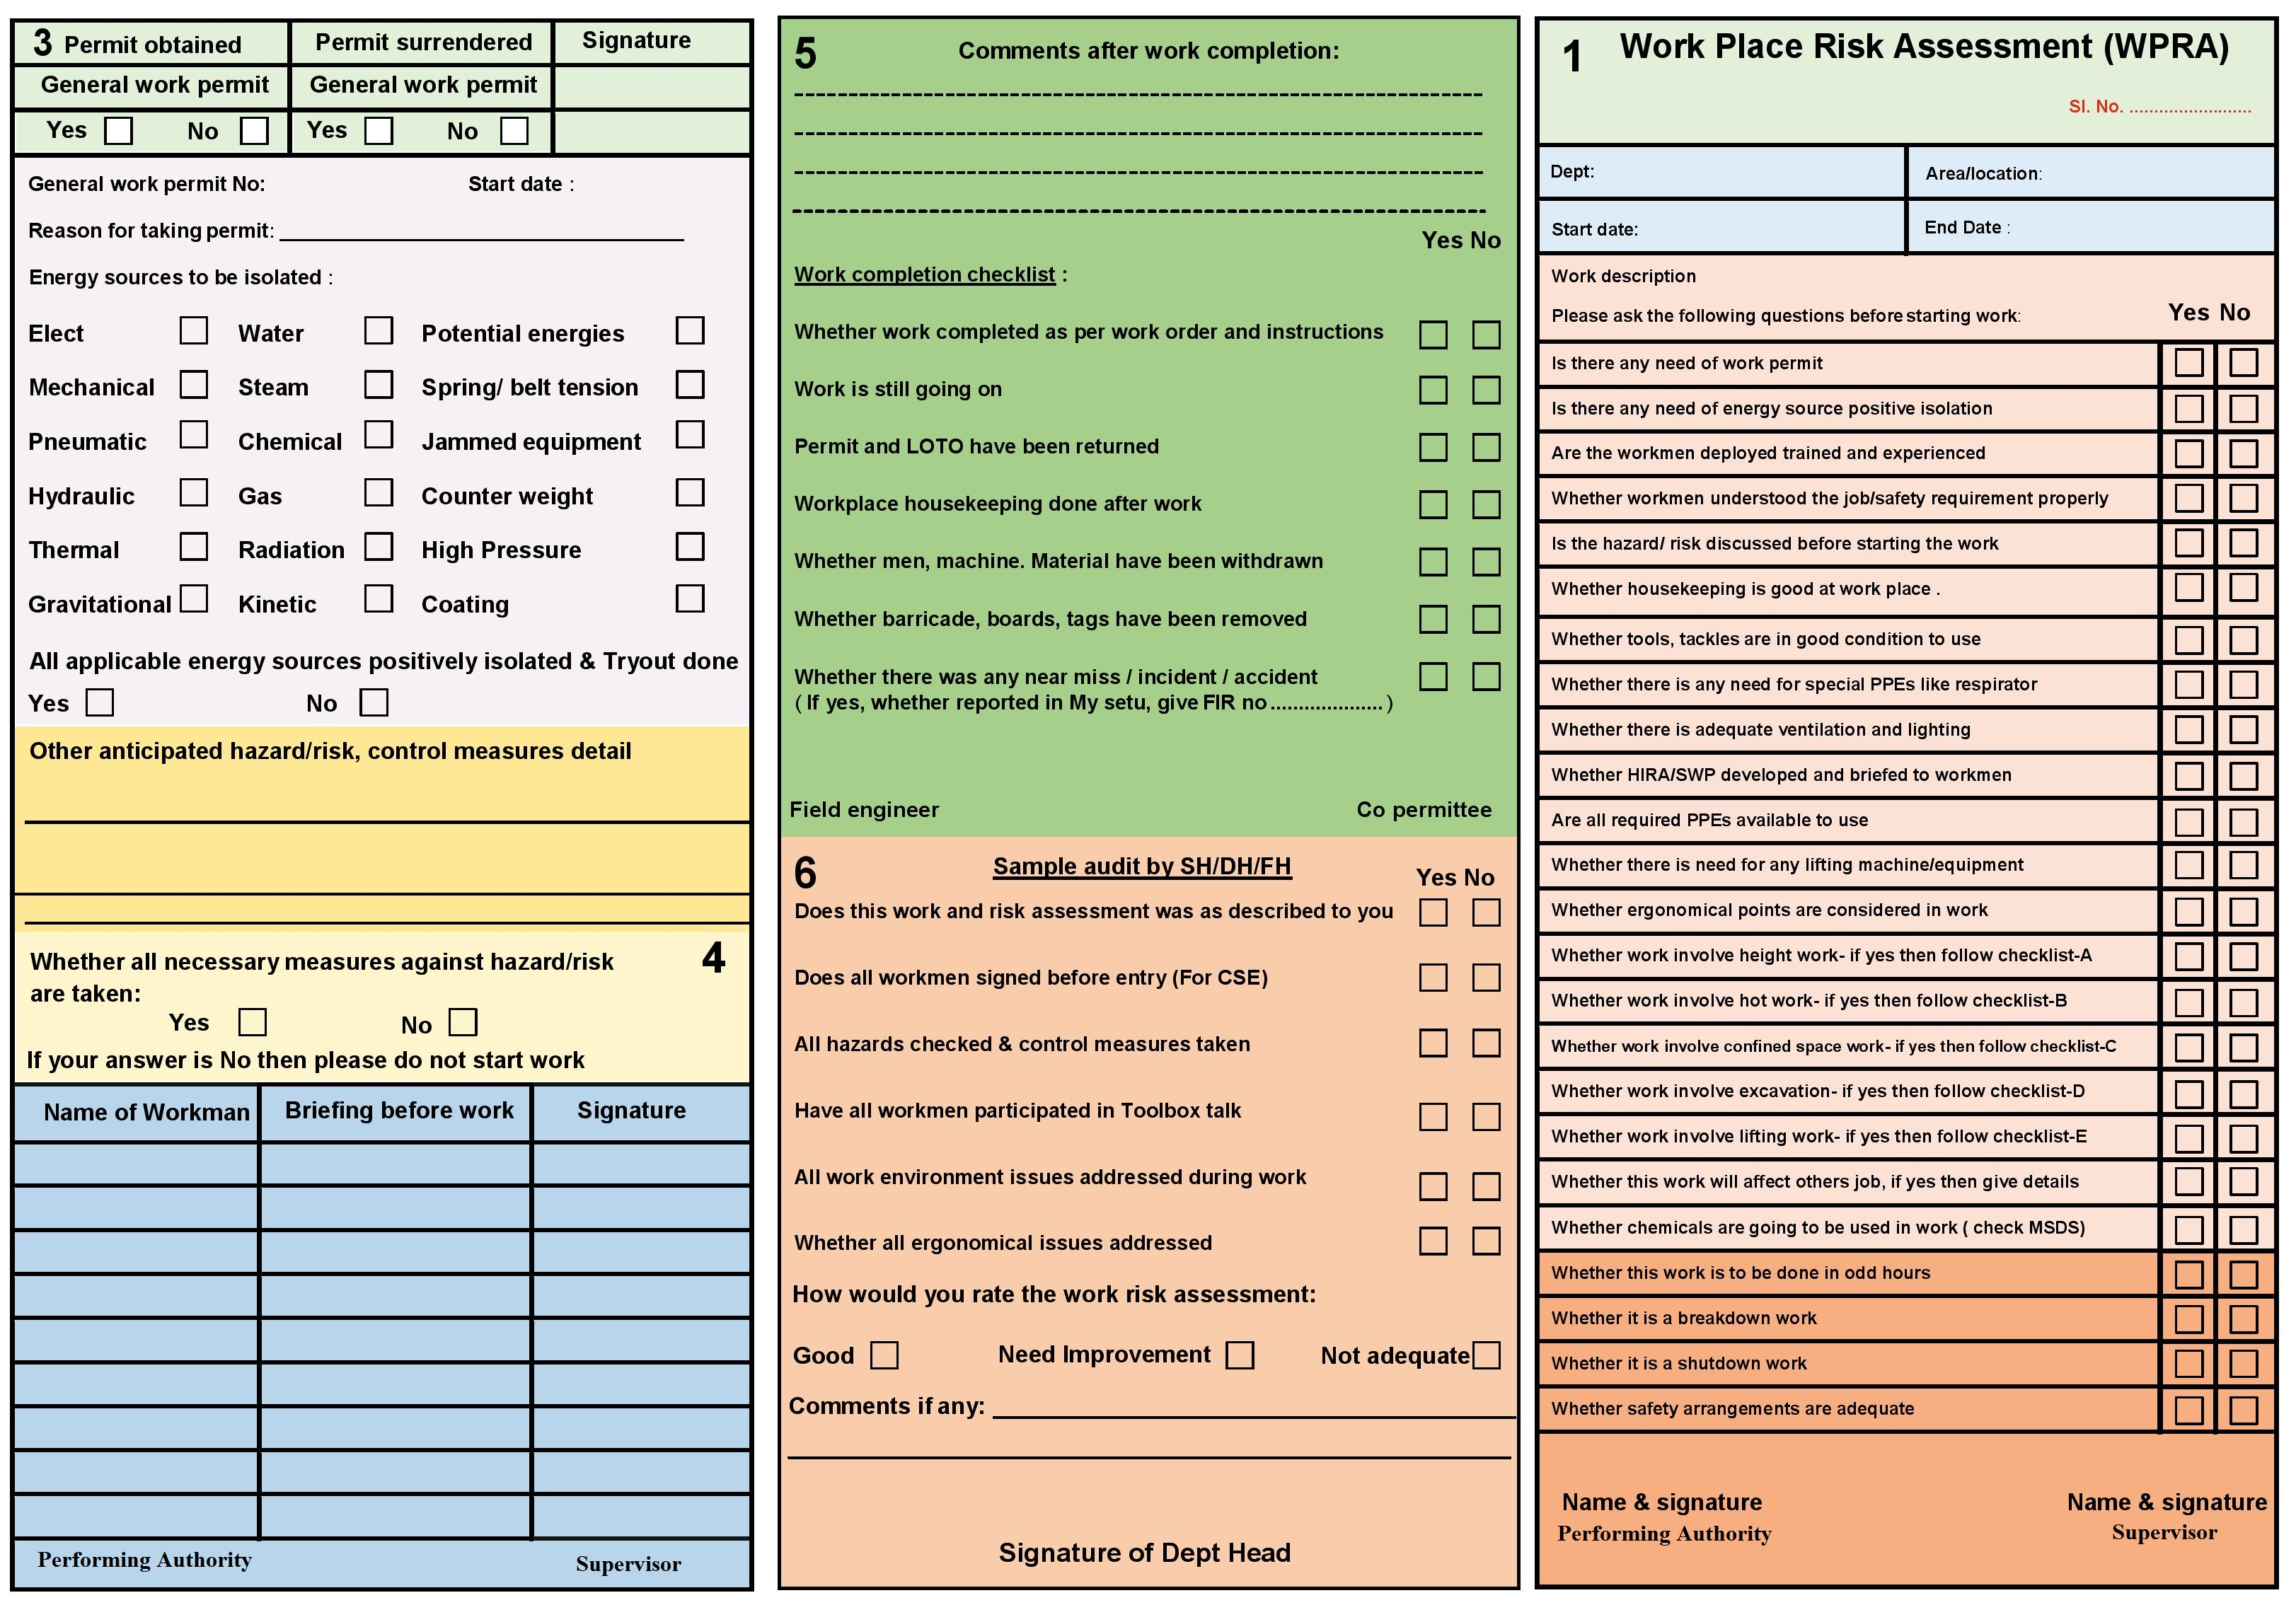 3 Permit obtained Permit surrendered Signature
General work permit General work permit
Yes No Yes No
General work permit No: Start date :
Reason for taking permit:
Energy sources to be isolated :
Elect Water Potential energies
Mechanical Steam Spring/ belt tension
Pneumatic Chemical Jammed equipment
Hydraulic Gas Counter weight
Thermal Radiation High Pressure
Gravitational Kinetic Coating
All applicable energy sources positively isolated & Tryout done
Yes No
Other anticipated hazard/risk, control measures detail
4
Whether all necessary measures against hazard/risk
are taken:
Yes No
If your answer is No then please do not start work
Name of Workman Briefing before work Signature
Performing Authority Supervisor
5 Comments after work completion:
Yes No
Work completion checklist :
Whether work completed as per work order and instructions
Work is still going on
Permit and LOTO have been returned
Workplace housekeeping done after work
Whether men, machine. Material have been withdrawn
Whether barricade, boards, tags have been removed
Whether there was any near miss / incident / accident
( If yes, whether reported in My setu, give FIR no....................)
Field engineer Co permittee
6 Sample audit by SH/DH/FH Yes No
Does this work and risk assessment was as described to you
Does all workmen signed before entry (For CSE)
All hazards checked & control measures taken
Have all workmen participated in Toolbox talk
All work environment issues addressed during work
Whether all ergonomical issues addressed
How would you rate the work risk assessment:
Good Need Improvement Not adequate
Comments if any:
Signature of Dept Head
1 Work Place Risk Assessment (WPRA)
Sl. No. .........................
Dept: Area/location:
Start date: End Date :
Work description
Please ask the following questions before starting work: Yes No
Is there any need of work permit
Is there any need of energy source positive isolation
Are the workmen deployed trained and experienced
Whether workmen understood the job/safety requirement properly
Is the hazard/ risk discussed before starting the work
Whether housekeeping is good at work place .
Whether tools, tackles are in good condition to use
Whether there is any need for special PPEs like respirator
Whether there is adequate ventilation and lighting
Whether HIRA/SWP developed and briefed to workmen
Are all required PPEs available to use
Whether there is need for any lifting machine/equipment
Whether ergonomical points are considered in work
Whether work involve height work- if yes then follow checklist-A
Whether work involve hot work- if yes then follow checklist-B
Whether work involve confined space work- if yes then follow checklist-C
Whether work involve excavation- if yes then follow checklist-D
Whether work involve lifting work- if yes then follow checklist-E
Whether this work will affect others job, if yes then give details
Whether chemicals are going to be used in work ( check MSDS)
Whether this work is to be done in odd hours
Whether it is a breakdown work
Whether it is a shutdown work
Whether safety arrangements are adequate
Name & signature Name & signature
Performing Authority Supervisor